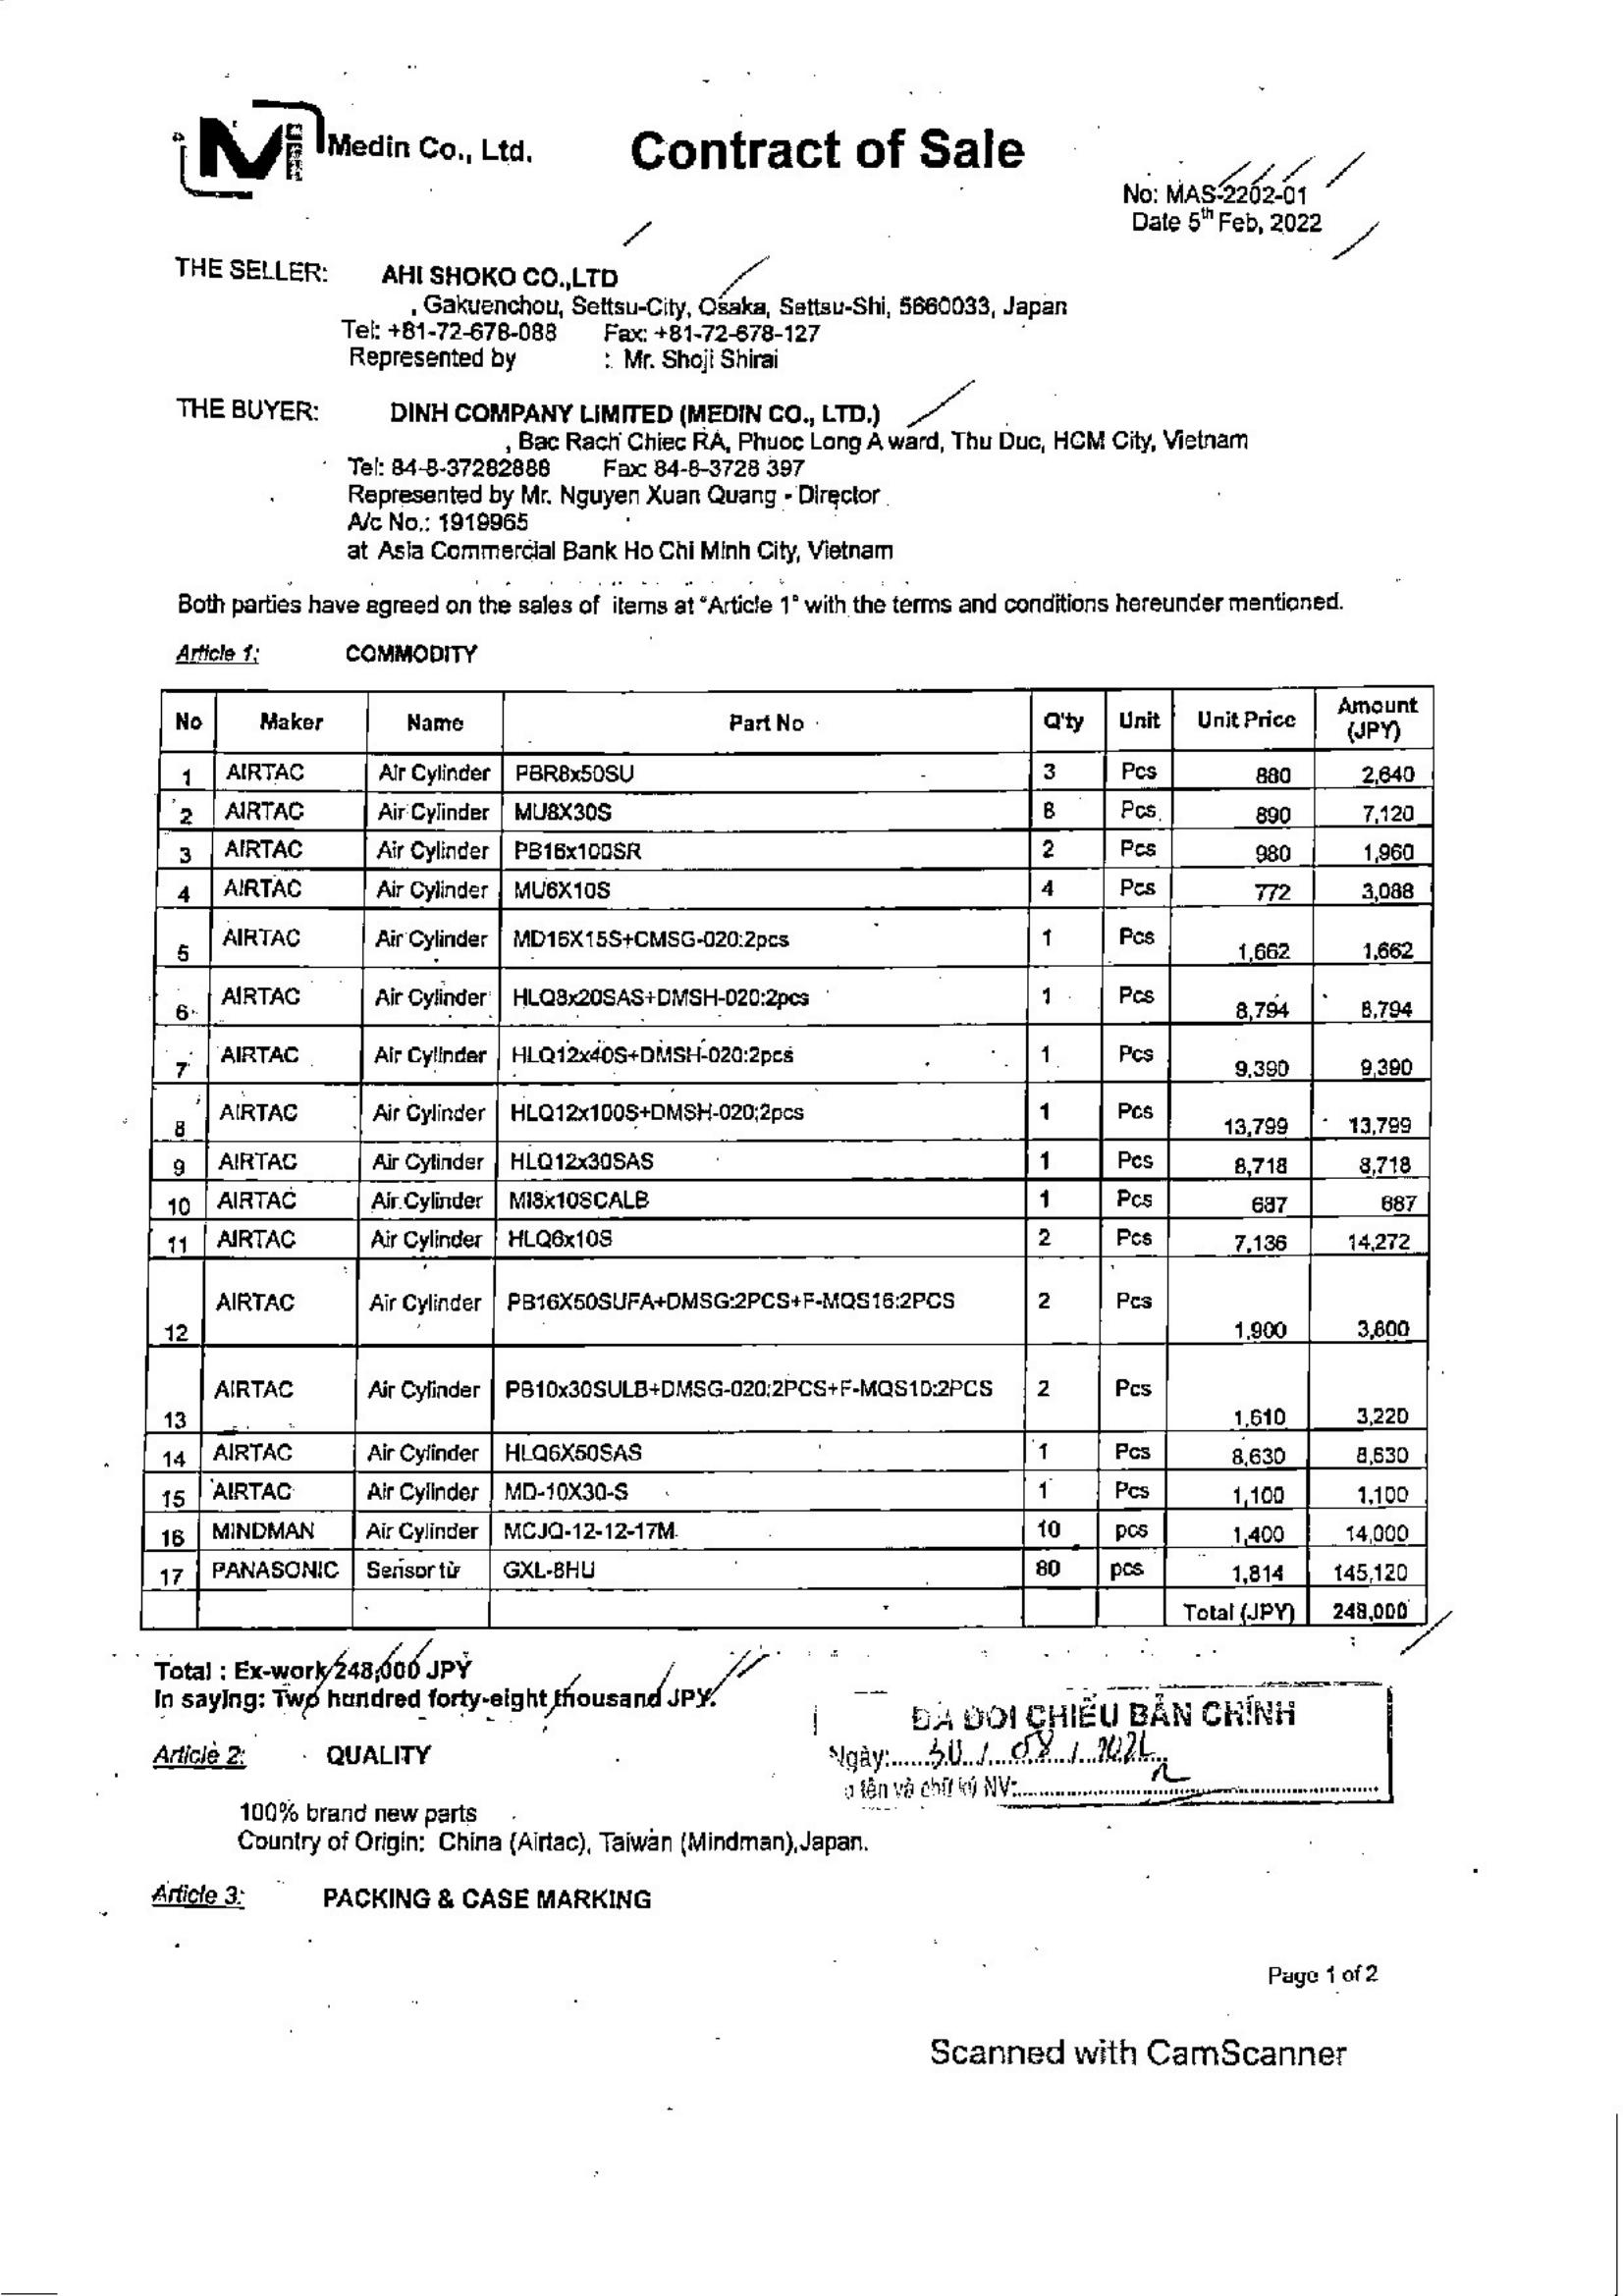 Medin Co., Ltd.
Contract of Sale
No: MAS-2202-01
Date 5th Feb, 2022
THE SELLER: AHI SHOKO CO.,LTD
, Gakuenchou, Settsu-City, Osaka, Settsu-Shi, 5660033, Japan
Tel: +81-72-678-088 Fax: +81-72-678-127
Represented by : Mr. Shoji Shirai
THE BUYER: DINH COMPANY LIMITED (MEDIN CO., LTD.)
, Bac Rach Chiec RA, Phuoc Long A ward, Thu Duc, HCM City, Vietnam
Tel: 84-8-37282888 Fax: 84-8-3728 397
Represented by Mr. Nguyen Xuan Quang - Director
A/c No.: 1919965
at Asia Commercial Bank Ho Chi Minh City, Vietnam
Both parties have agreed on the sales of items at "Article 1" with the terms and conditions hereunder mentioned.
Article 1: COMMODITY
No Maker Name Part No Q'ty Unit Unit Price Amount (JPY)
1 AIRTAC Air Cylinder PBR8x50SU 3 Pcs 880 2,640
2 AIRTAC Air Cylinder MU8X30S 8 Pcs 890 7,120
3 AIRTAC Air Cylinder PB16x100SR 2 Pcs 980 1,960
4 AIRTAC Air Cylinder MU6X10S 4 Pcs 772 3,088
5 AIRTAC Air Cylinder MD16X15S+CMSG-020:2pcs 1 Pcs 1,662 1,662
6 AIRTAC Air Cylinder HLQ8x20SAS+DMSH-020:2pcs 1 Pcs 8,794 8,794
7 AIRTAC Air Cylinder HLQ12x40S+DMSH-020:2pcs 1 Pcs 9,390 9,390
8 AIRTAC Air Cylinder HLQ12x100S+DMSH-020:2pcs 1 Pcs 13,799 13,799
9 AIRTAC Air Cylinder HLQ12x30SAS 1 Pcs 8,718 8,718
10 AIRTAC Air Cylinder MI8x10SCALB 1 Pcs 687 687
11 AIRTAC Air Cylinder HLQ6x10S 2 Pcs 7,136 14,272
12 AIRTAC Air Cylinder PB16X50SUFA+DMSG:2PCS+F-MQS16:2PCS 2 Pcs 1,900 3,800
13 AIRTAC Air Cylinder PB10x30SULB+DMSG-020:2PCS+F-MQS10:2PCS 2 Pcs 1,610 3,220
14 AIRTAC Air Cylinder HLQ6X50SAS 1 Pcs 8,630 8,630
15 AIRTAC Air Cylinder MD-10X30-S 1 Pcs 1,100 1,100
16 MINDMAN Air Cylinder MCJQ-12-12-17M 10 pcs 1,400 14,000
17 PANASONIC Sensor từ GXL-8HU 80 pcs 1,814 145,120
Total (JPY) 248,000
Total : Ex-work 248,000 JPY
In saying: Two hundred forty-eight thousand JPY.
ĐÃ ĐỐI CHIẾU BẢN CHÍNH
Article 2: QUALITY
Ngày:
tên và chữ ký NV:
100% brand new parts
Country of Origin: China (Airtac), Taiwan (Mindman),Japan.
Article 3: PACKING & CASE MARKING
Page 1 of 2
Scanned with CamScanner